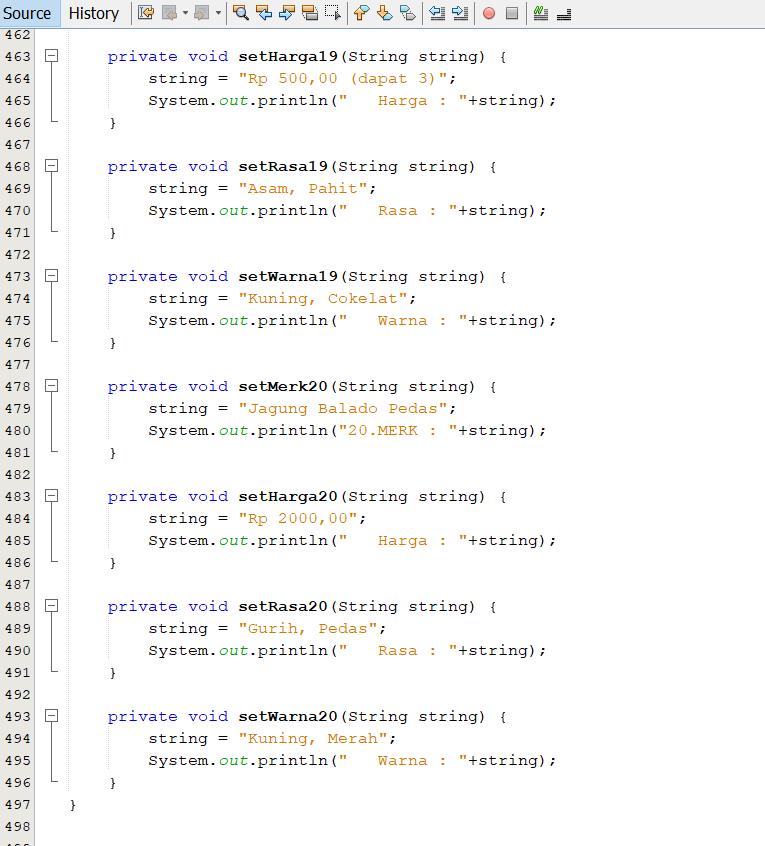 Source History
462
463 private void setHarga19(String string) {
464 string = "Rp 500,00 (dapat 3)";
465 System.out.println("   Harga : "+string);
466 }
467
468 private void setRasa19(String string) {
469 string = "Asam, Pahit";
470 System.out.println("   Rasa : "+string);
471 }
472
473 private void setWarna19(String string) {
474 string = "Kuning, Cokelat";
475 System.out.println("   Warna : "+string);
476 }
477
478 private void setMerk20(String string) {
479 string = "Jagung Balado Pedas";
480 System.out.println("20.MERK : "+string);
481 }
482
483 private void setHarga20(String string) {
484 string = "Rp 2000,00";
485 System.out.println("   Harga : "+string);
486 }
487
488 private void setRasa20(String string) {
489 string = "Gurih, Pedas";
490 System.out.println("   Rasa : "+string);
491 }
492
493 private void setWarna20(String string) {
494 string = "Kuning, Merah";
495 System.out.println("   Warna : "+string);
496 }
497 }
498